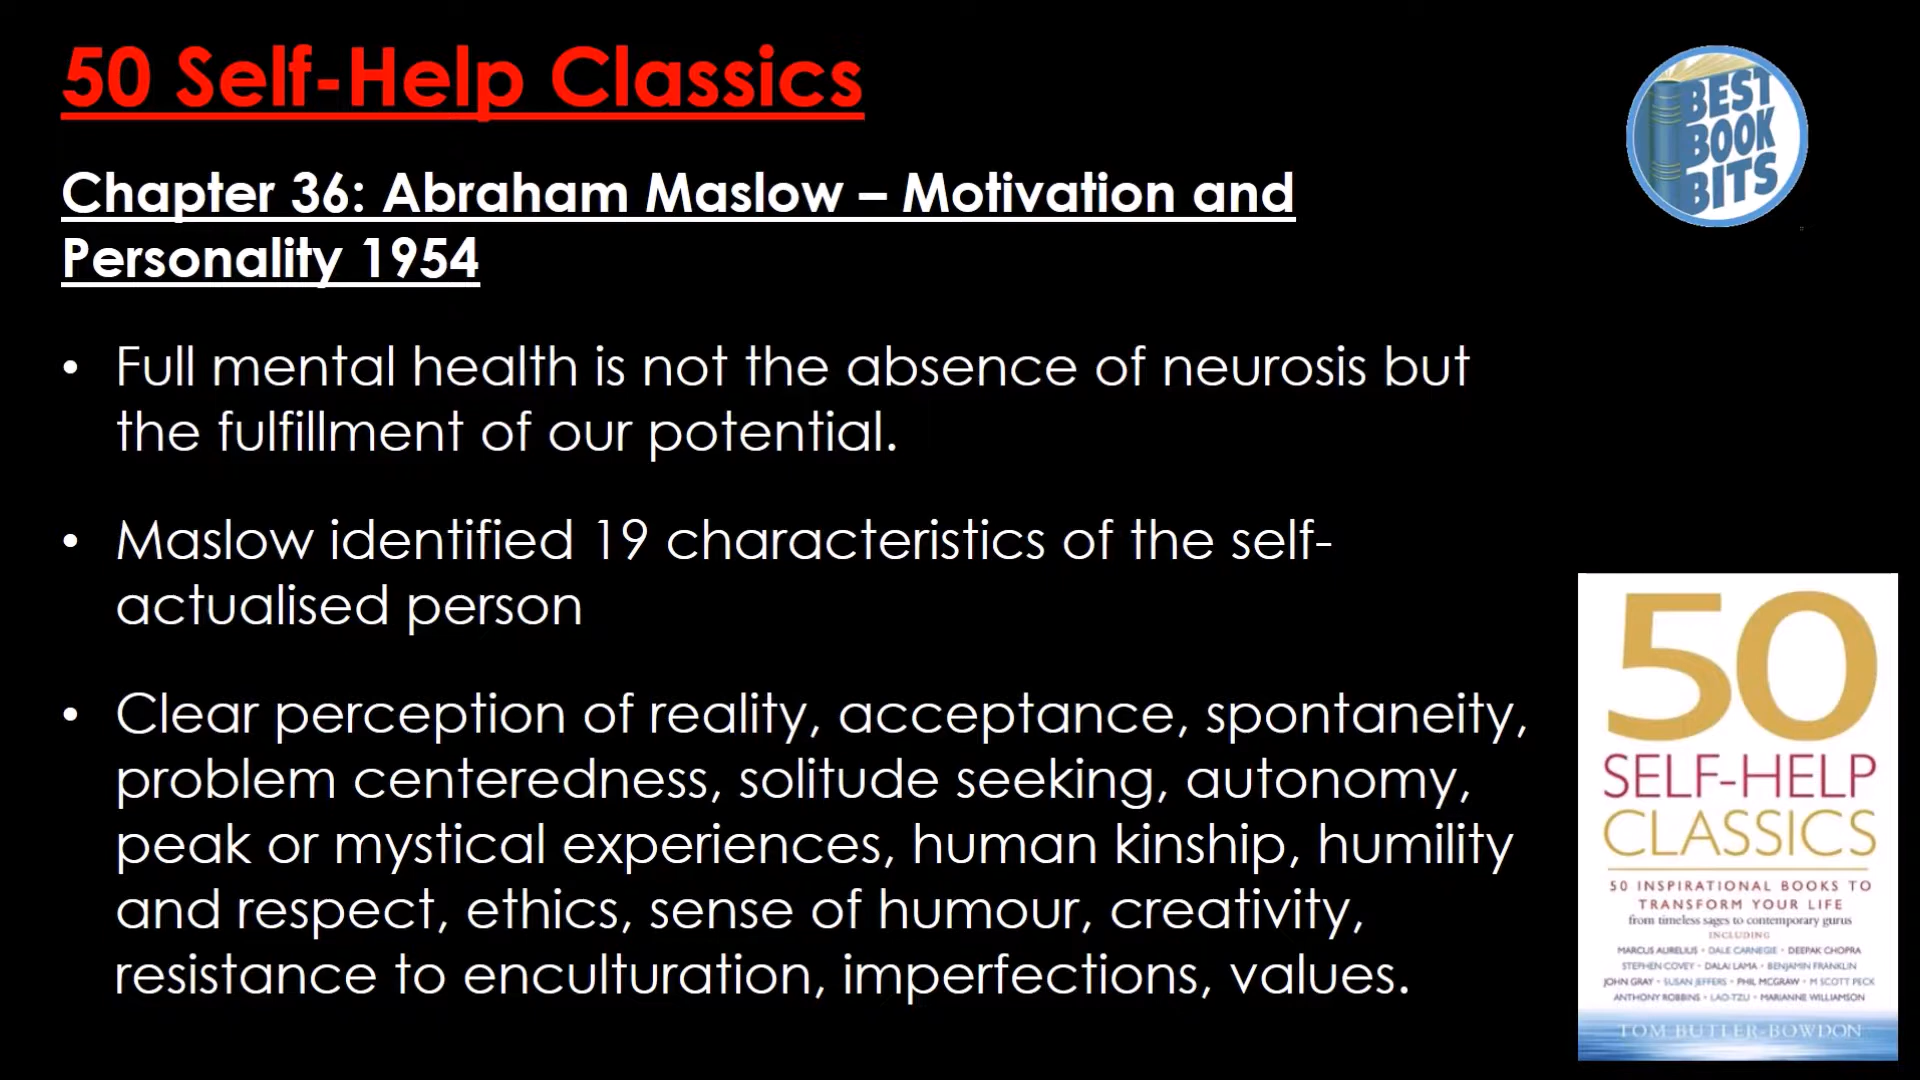 50 Self-Help Classics
BEST
BOOK
BITS
Chapter 36: Abraham Maslow – Motivation and
Personality 1954
• Full mental health is not the absence of neurosis but
the fulfillment of our potential.
• Maslow identified 19 characteristics of the self-
actualised person
• Clear perception of reality, acceptance, spontaneity,
problem centeredness, solitude seeking, autonomy,
peak or mystical experiences, human kinship, humility
and respect, ethics, sense of humour, creativity,
resistance to enculturation, imperfections, values.
50
SELF-HELP
CLASSICS
50 INSPIRATIONAL BOOKS TO
TRANSFORM YOUR LIFE
from timeless sages to contemporary gurus
INCLUDING
MARCUS AURELIUS • DALE CARNEGIE • DEEPAK CHOPRA
STEPHEN COVEY • DALAI LAMA • BENJAMIN FRANKLIN
JOHN GRAY • SUSAN JEFFERS • PHIL MCGRAW • M SCOTT PECK
ANTHONY ROBBINS • LAO-TZU • MARIANNE WILLIAMSON
TOM BUTLER-BOWDON